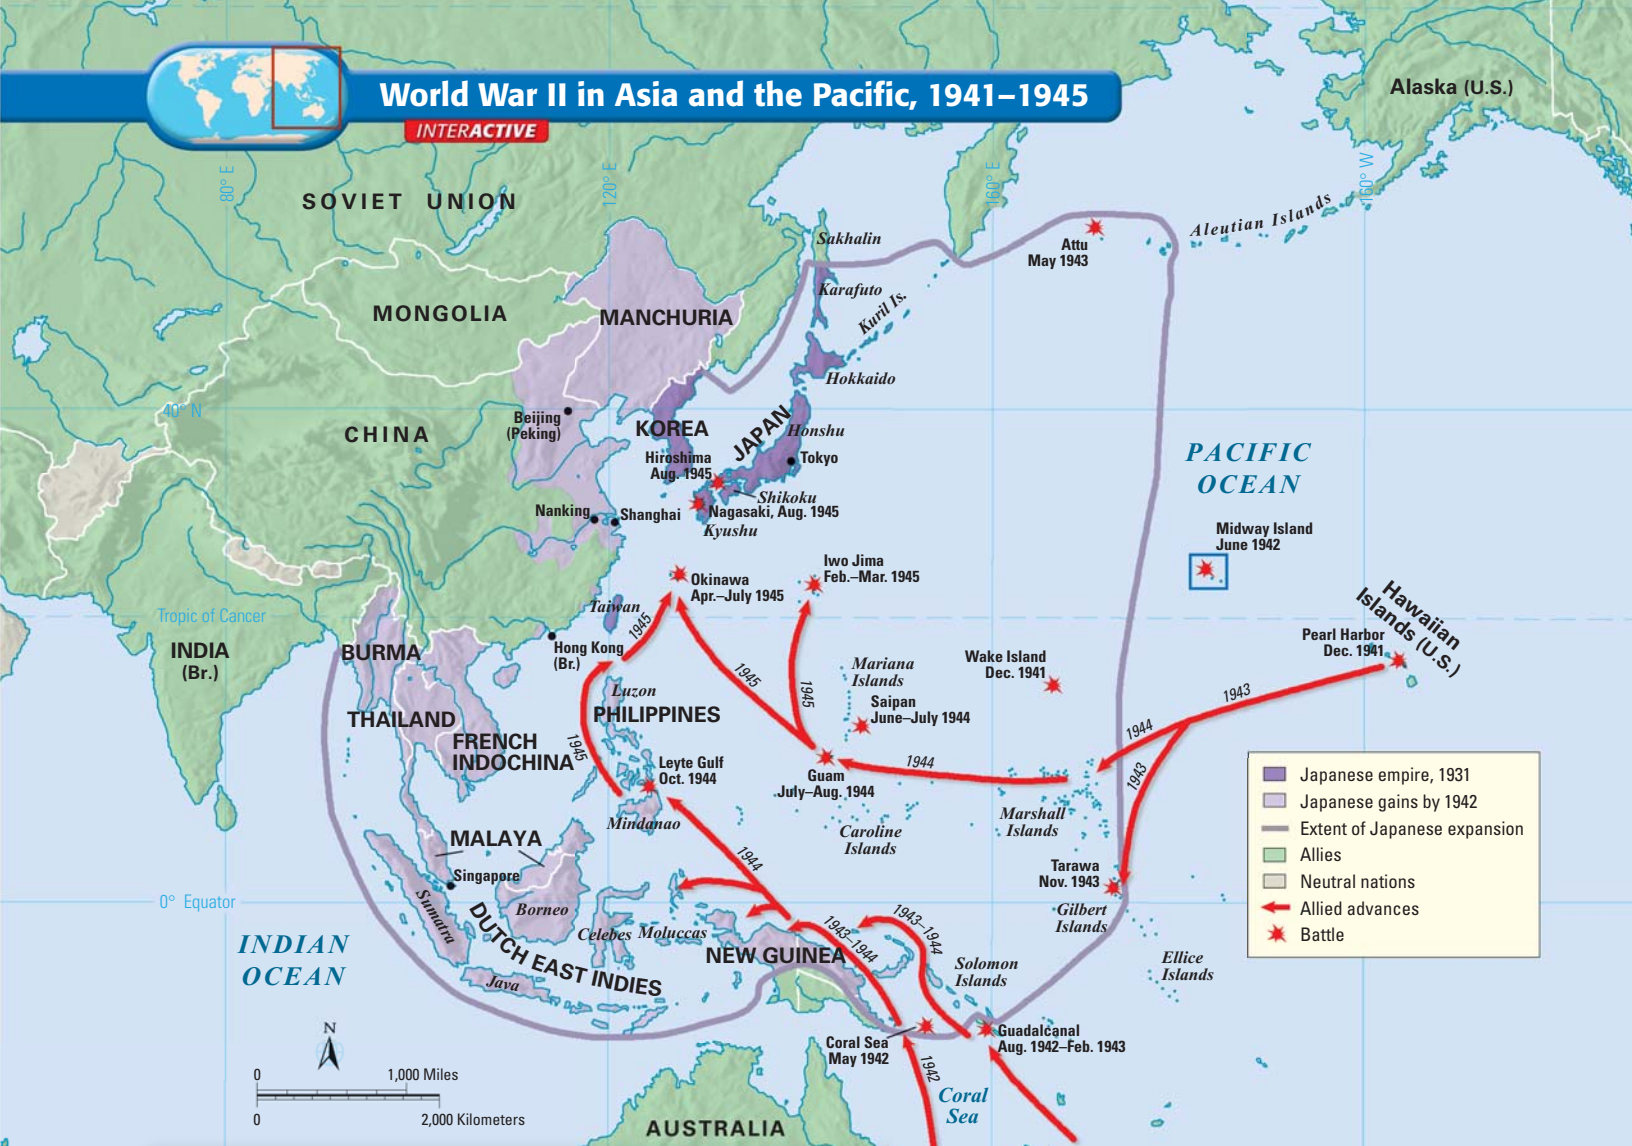 World War II in Asia and the Pacific, 1941–1945
INTERACTIVE
Alaska (U.S.)
80° E
120° E
160° E
160° W
SOVIET UNION
Sakhalin
Aleutian Islands
Attu
May 1943
Karafuto
Kuril Is.
MONGOLIA
MANCHURIA
Hokkaido
40° N
Beijing
(Peking)
CHINA
KOREA
JAPAN
Honshu
Hiroshima
Aug. 1945
Tokyo
PACIFIC
OCEAN
Shikoku
Nanking
Shanghai
Nagasaki, Aug. 1945
Kyushu
Midway Island
June 1942
Iwo Jima
Feb.–Mar. 1945
Okinawa
Apr.–July 1945
Hawaiian
Islands (U.S.)
Tropic of Cancer
Taiwan
1945
Pearl Harbor
Dec. 1941
INDIA
(Br.)
BURMA
Hong Kong
(Br.)
Mariana
Islands
Wake Island
Dec. 1941
1945
1945
1943
Luzon
PHILIPPINES
Saipan
June–July 1944
THAILAND
FRENCH
INDOCHINA
1945
1944
Leyte Gulf
Oct. 1944
Guam
July–Aug. 1944
1944
1943
Japanese empire, 1931
Japanese gains by 1942
Extent of Japanese expansion
Allies
Neutral nations
Allied advances
Battle
Mindanao
Caroline
Islands
Marshall
Islands
MALAYA
1944
Singapore
Tarawa
Nov. 1943
0° Equator
Sumatra
Borneo
Gilbert
Islands
DUTCH EAST INDIES
Celebes
Moluccas
1943–1944
1943–1944
INDIAN
OCEAN
NEW GUINEA
Solomon
Islands
Ellice
Islands
Java
N
Coral Sea
May 1942
Guadalcanal
Aug. 1942–Feb. 1943
0
1,000 Miles
1942
Coral
Sea
0
2,000 Kilometers
AUSTRALIA